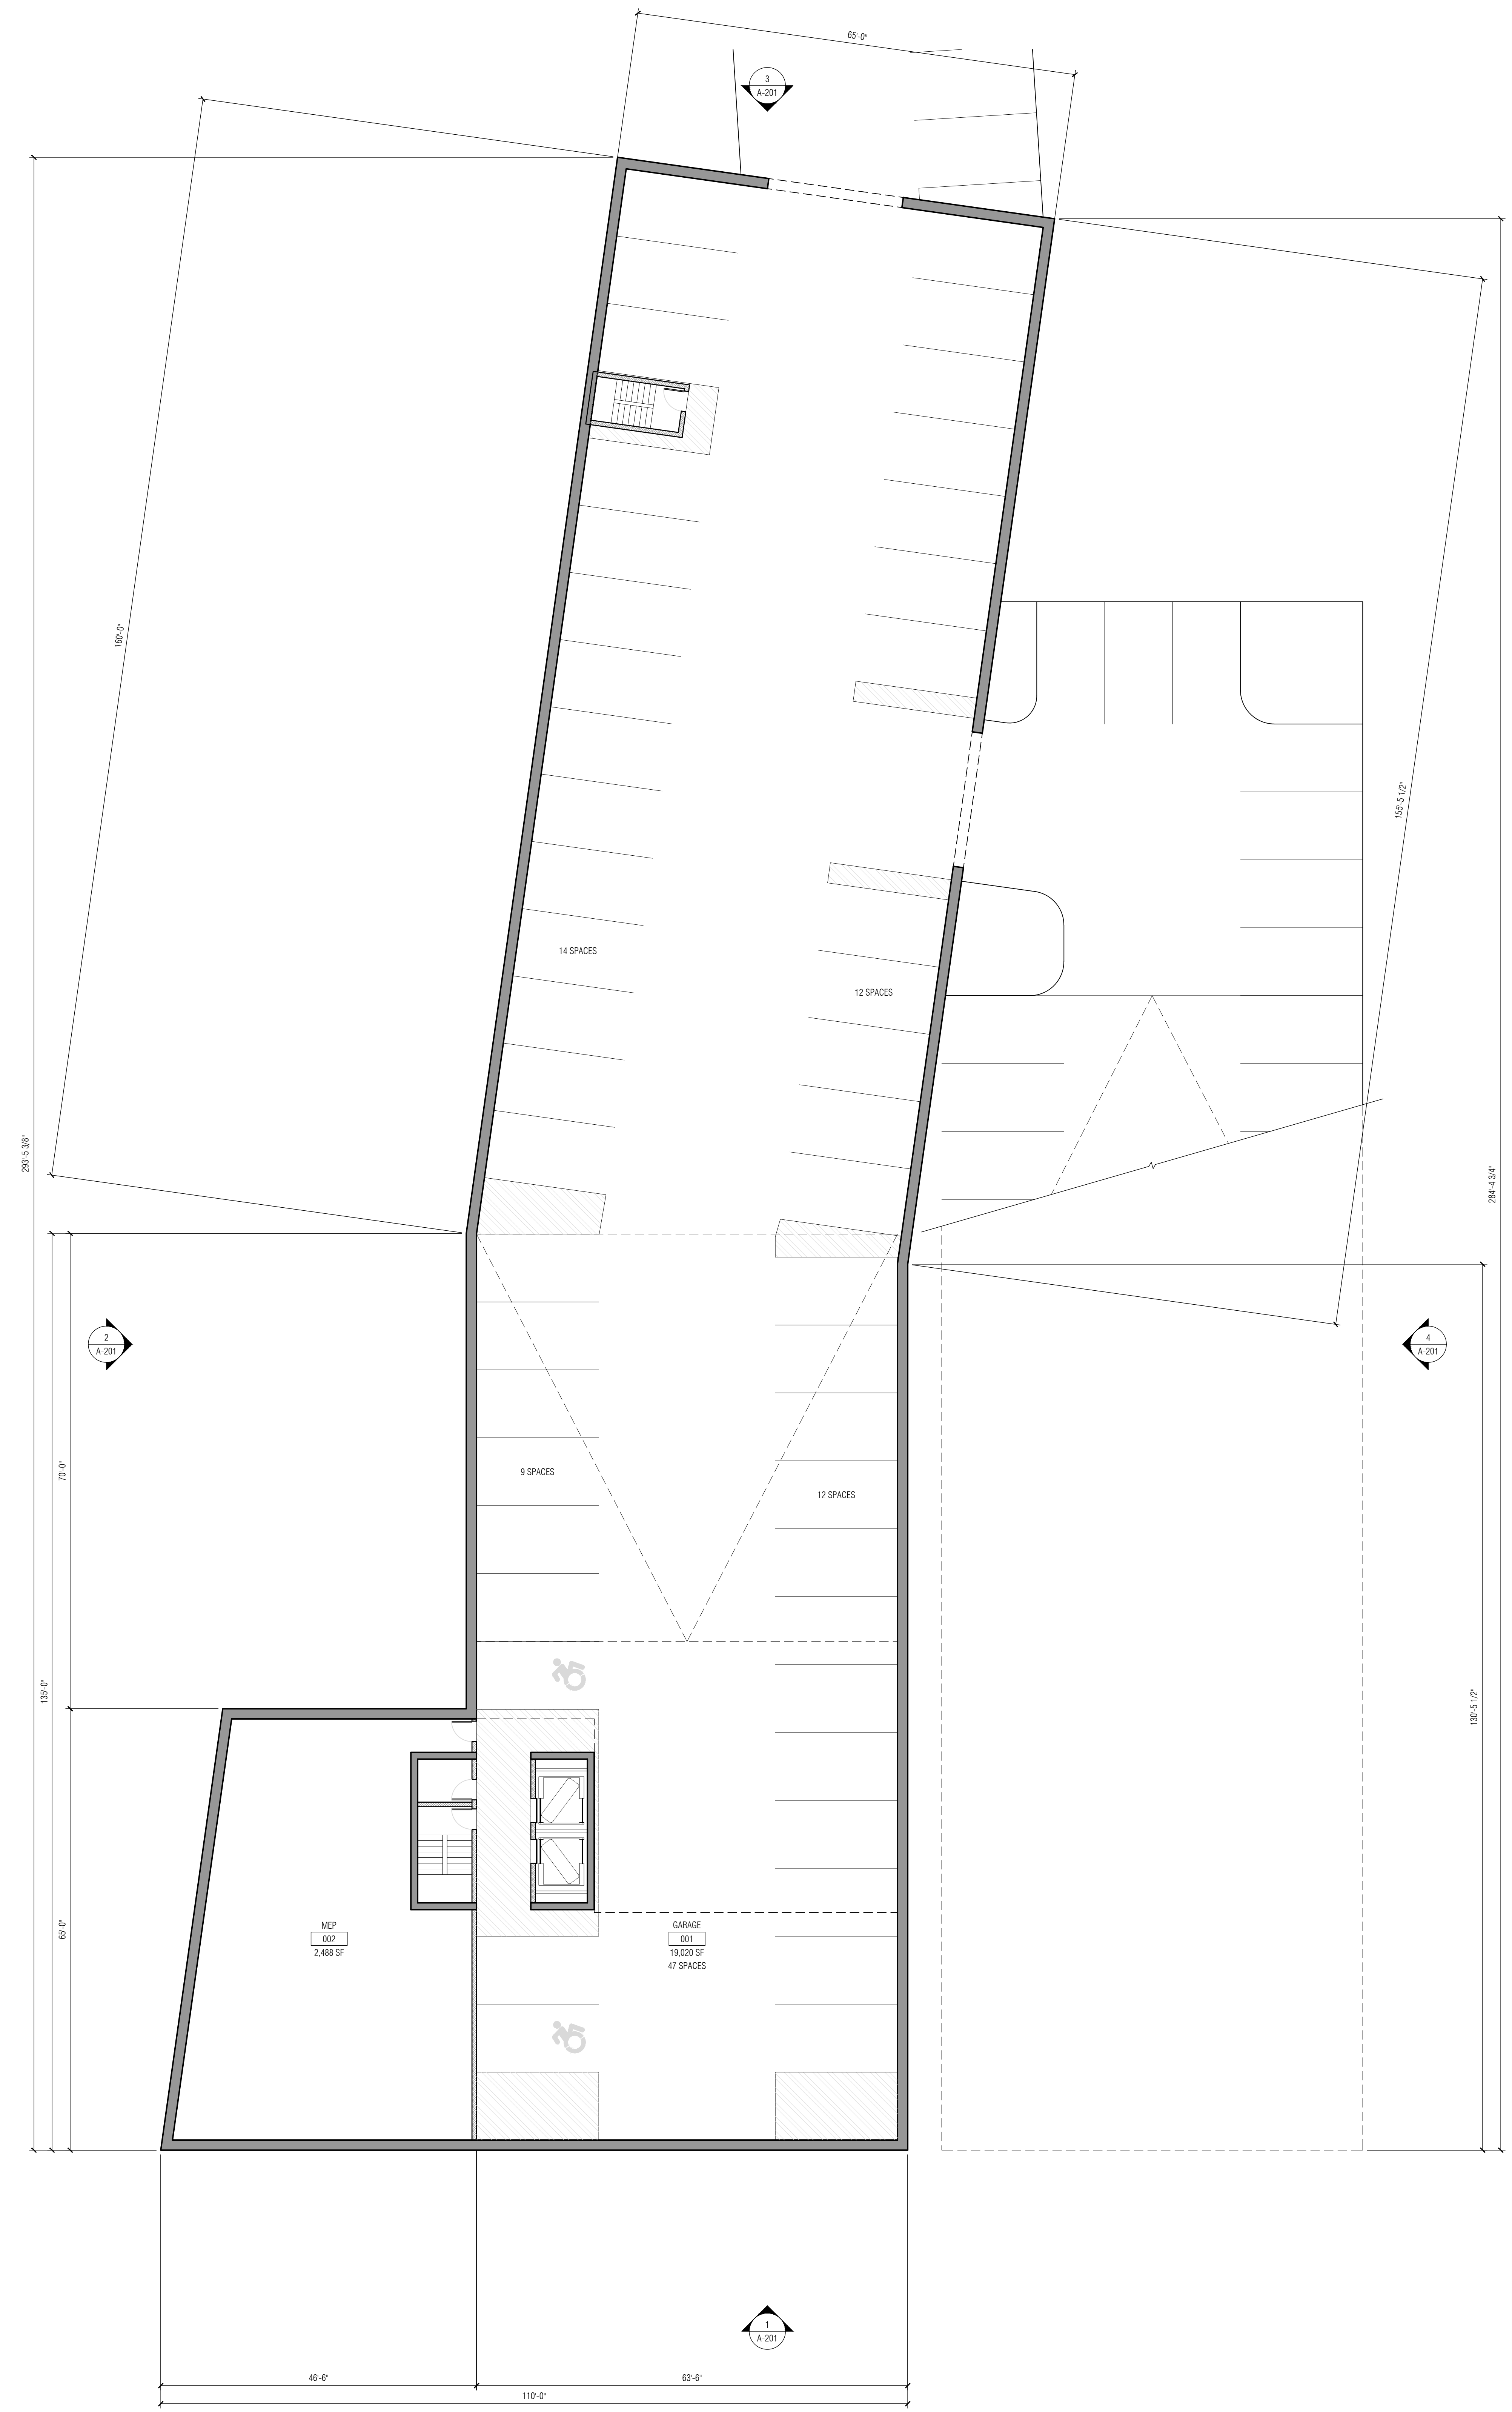 65'-0"
3
A-201
160'-0"
155'-5 1/2"
14 SPACES
12 SPACES
293'-5 3/8"
284'-4 3/4"
2
A-201
4
A-201
70'-0"
9 SPACES
12 SPACES
135'-0"
130'-5 1/2"
65'-0"
MEP
002
2,488 SF
GARAGE
001
19,020 SF
47 SPACES
1
A-201
46'-6"
63'-6"
110'-0"